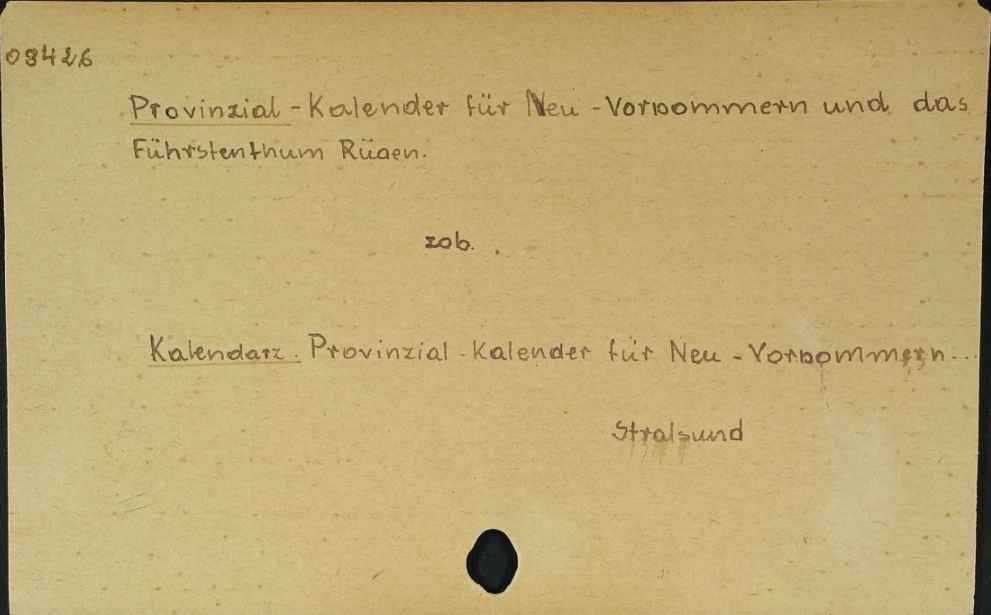 08426
Provinzial - Kalender für Neu - Vorpommern und das
Führstenthum Rügen.
zob.
Kalendarz. Provinzial - Kalender für Neu - Vorpommern...
Stralsund